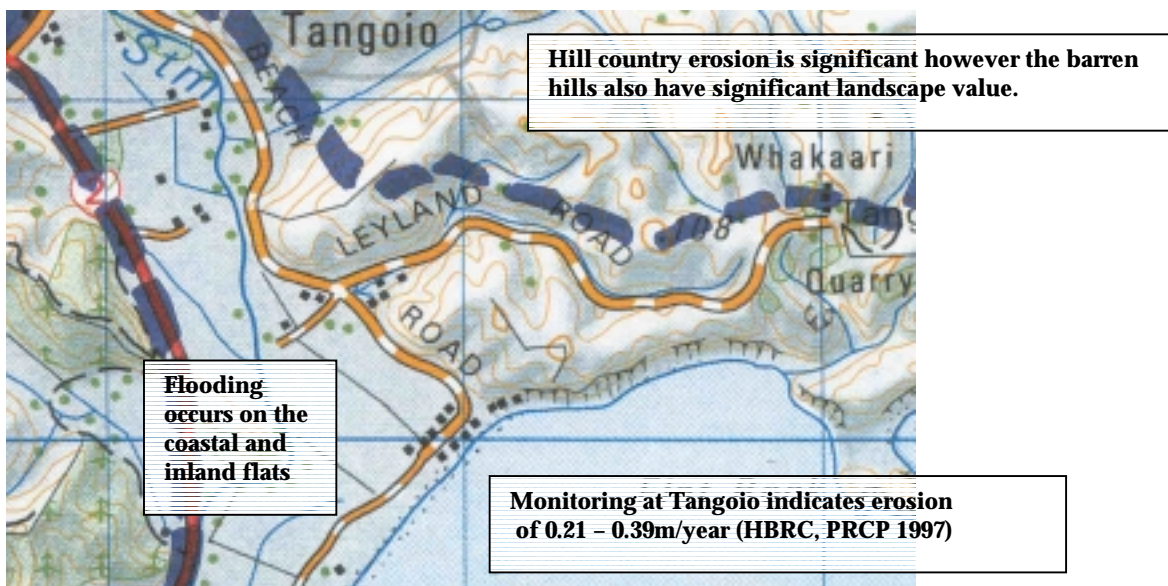 Tangoio
Stm
BEACH
Hill country erosion is significant however the barren
hills also have significant landscape value.
Whakaari
2
LEYLAND
ROAD
108
Tang
Quarry
ROAD
Flooding
occurs on the
coastal and
inland flats
Monitoring at Tangoio indicates erosion
of 0.21 – 0.39m/year (HBRC, PRCP 1997)